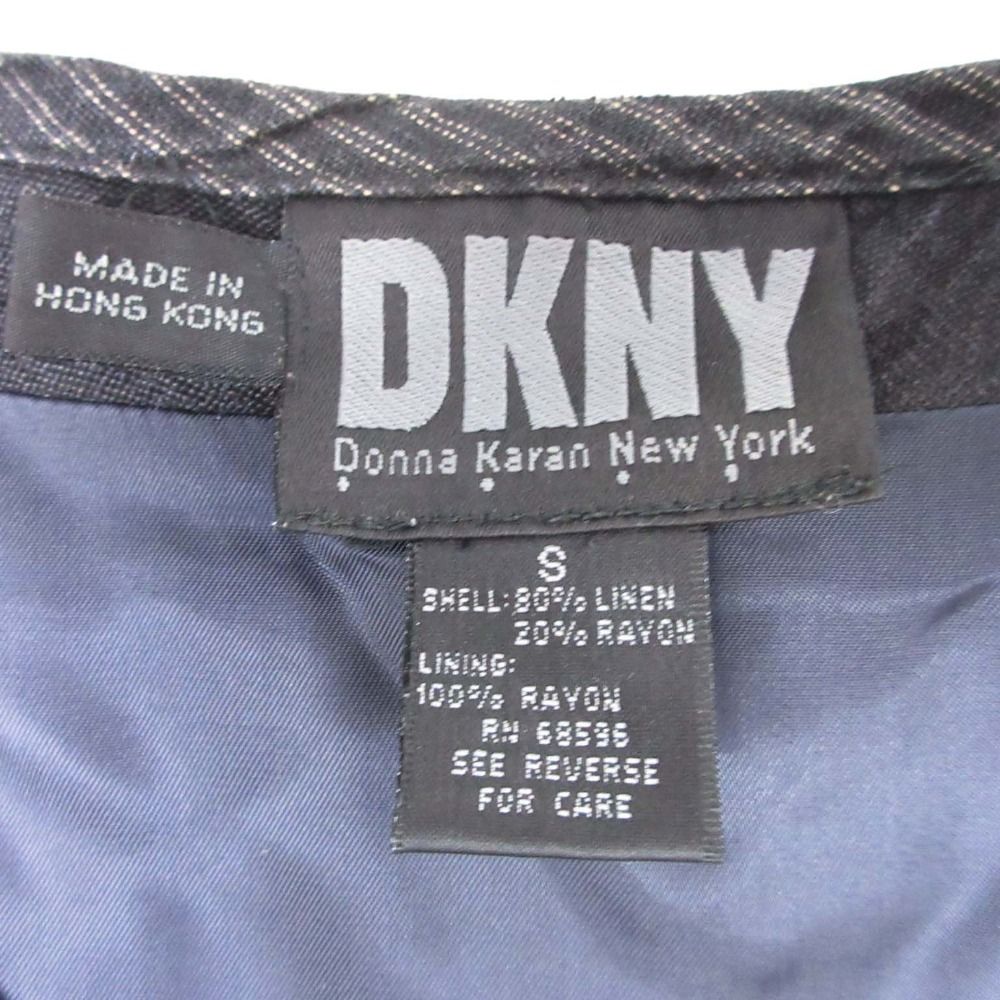 MADE IN
HONG KONG
DKNY
Donna Karan New York
S
SHELL: 80% LINEN
20% RAYON
LINING:
100% RAYON
RN 68596
SEE REVERSE
FOR CARE